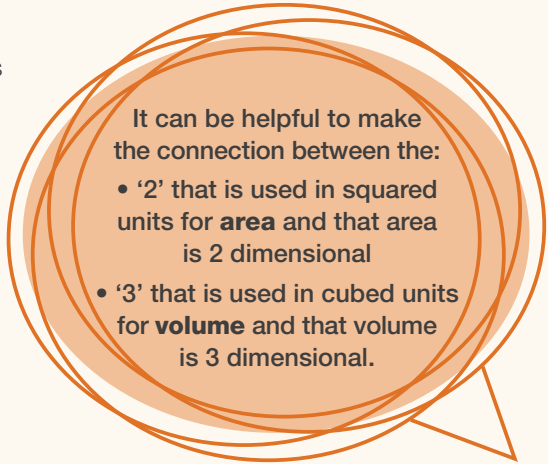 s
It can be helpful to make
the connection between the:
• ‘2’ that is used in squared
units for area and that area
is 2 dimensional
• ‘3’ that is used in cubed units
for volume and that volume
is 3 dimensional.